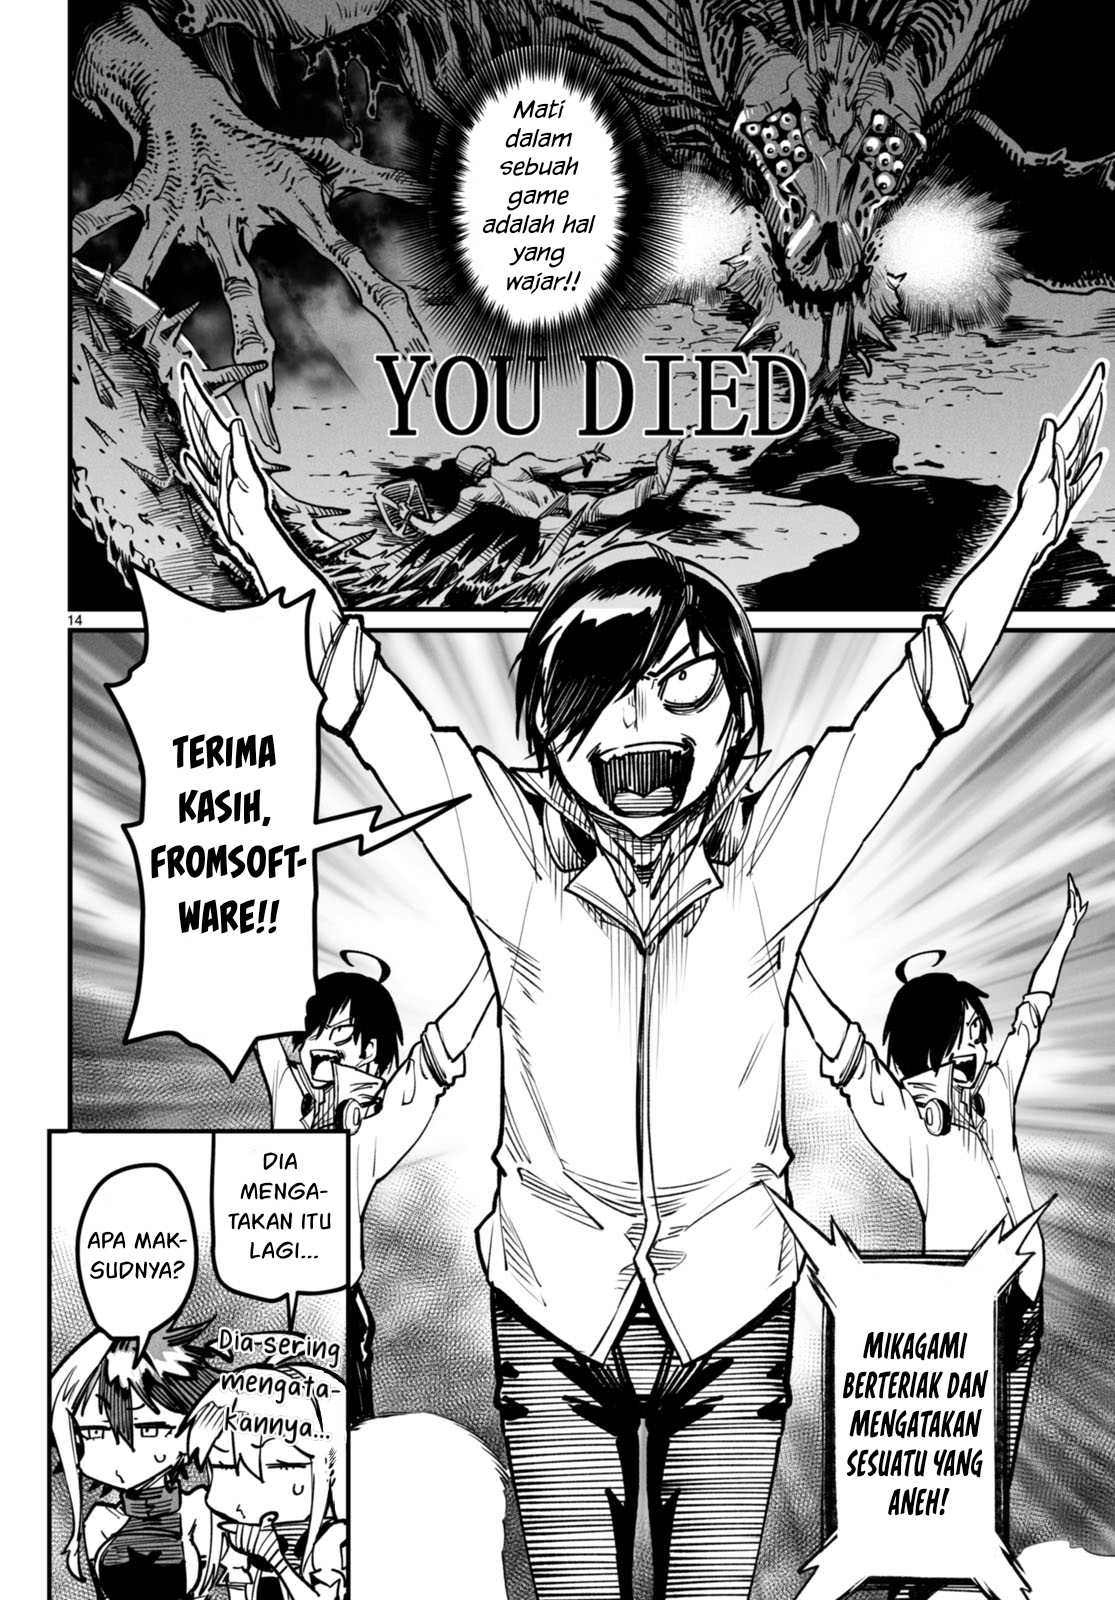 Mati
dalam
sebuah
game
adalah hal
yang
wajar!!
YOU DIED
14
TERIMA
KASIH,
FROMSOFT-
WARE!!
MIKAGAMI
BERTERIAK DAN
MENGATAKAN
SESUATU YANG
ANEH!
DIA
MENGA-
TAKAN ITU
LAGI...
Dia sering
mengata-
kannya...
APA MAK-
SUDNYA?